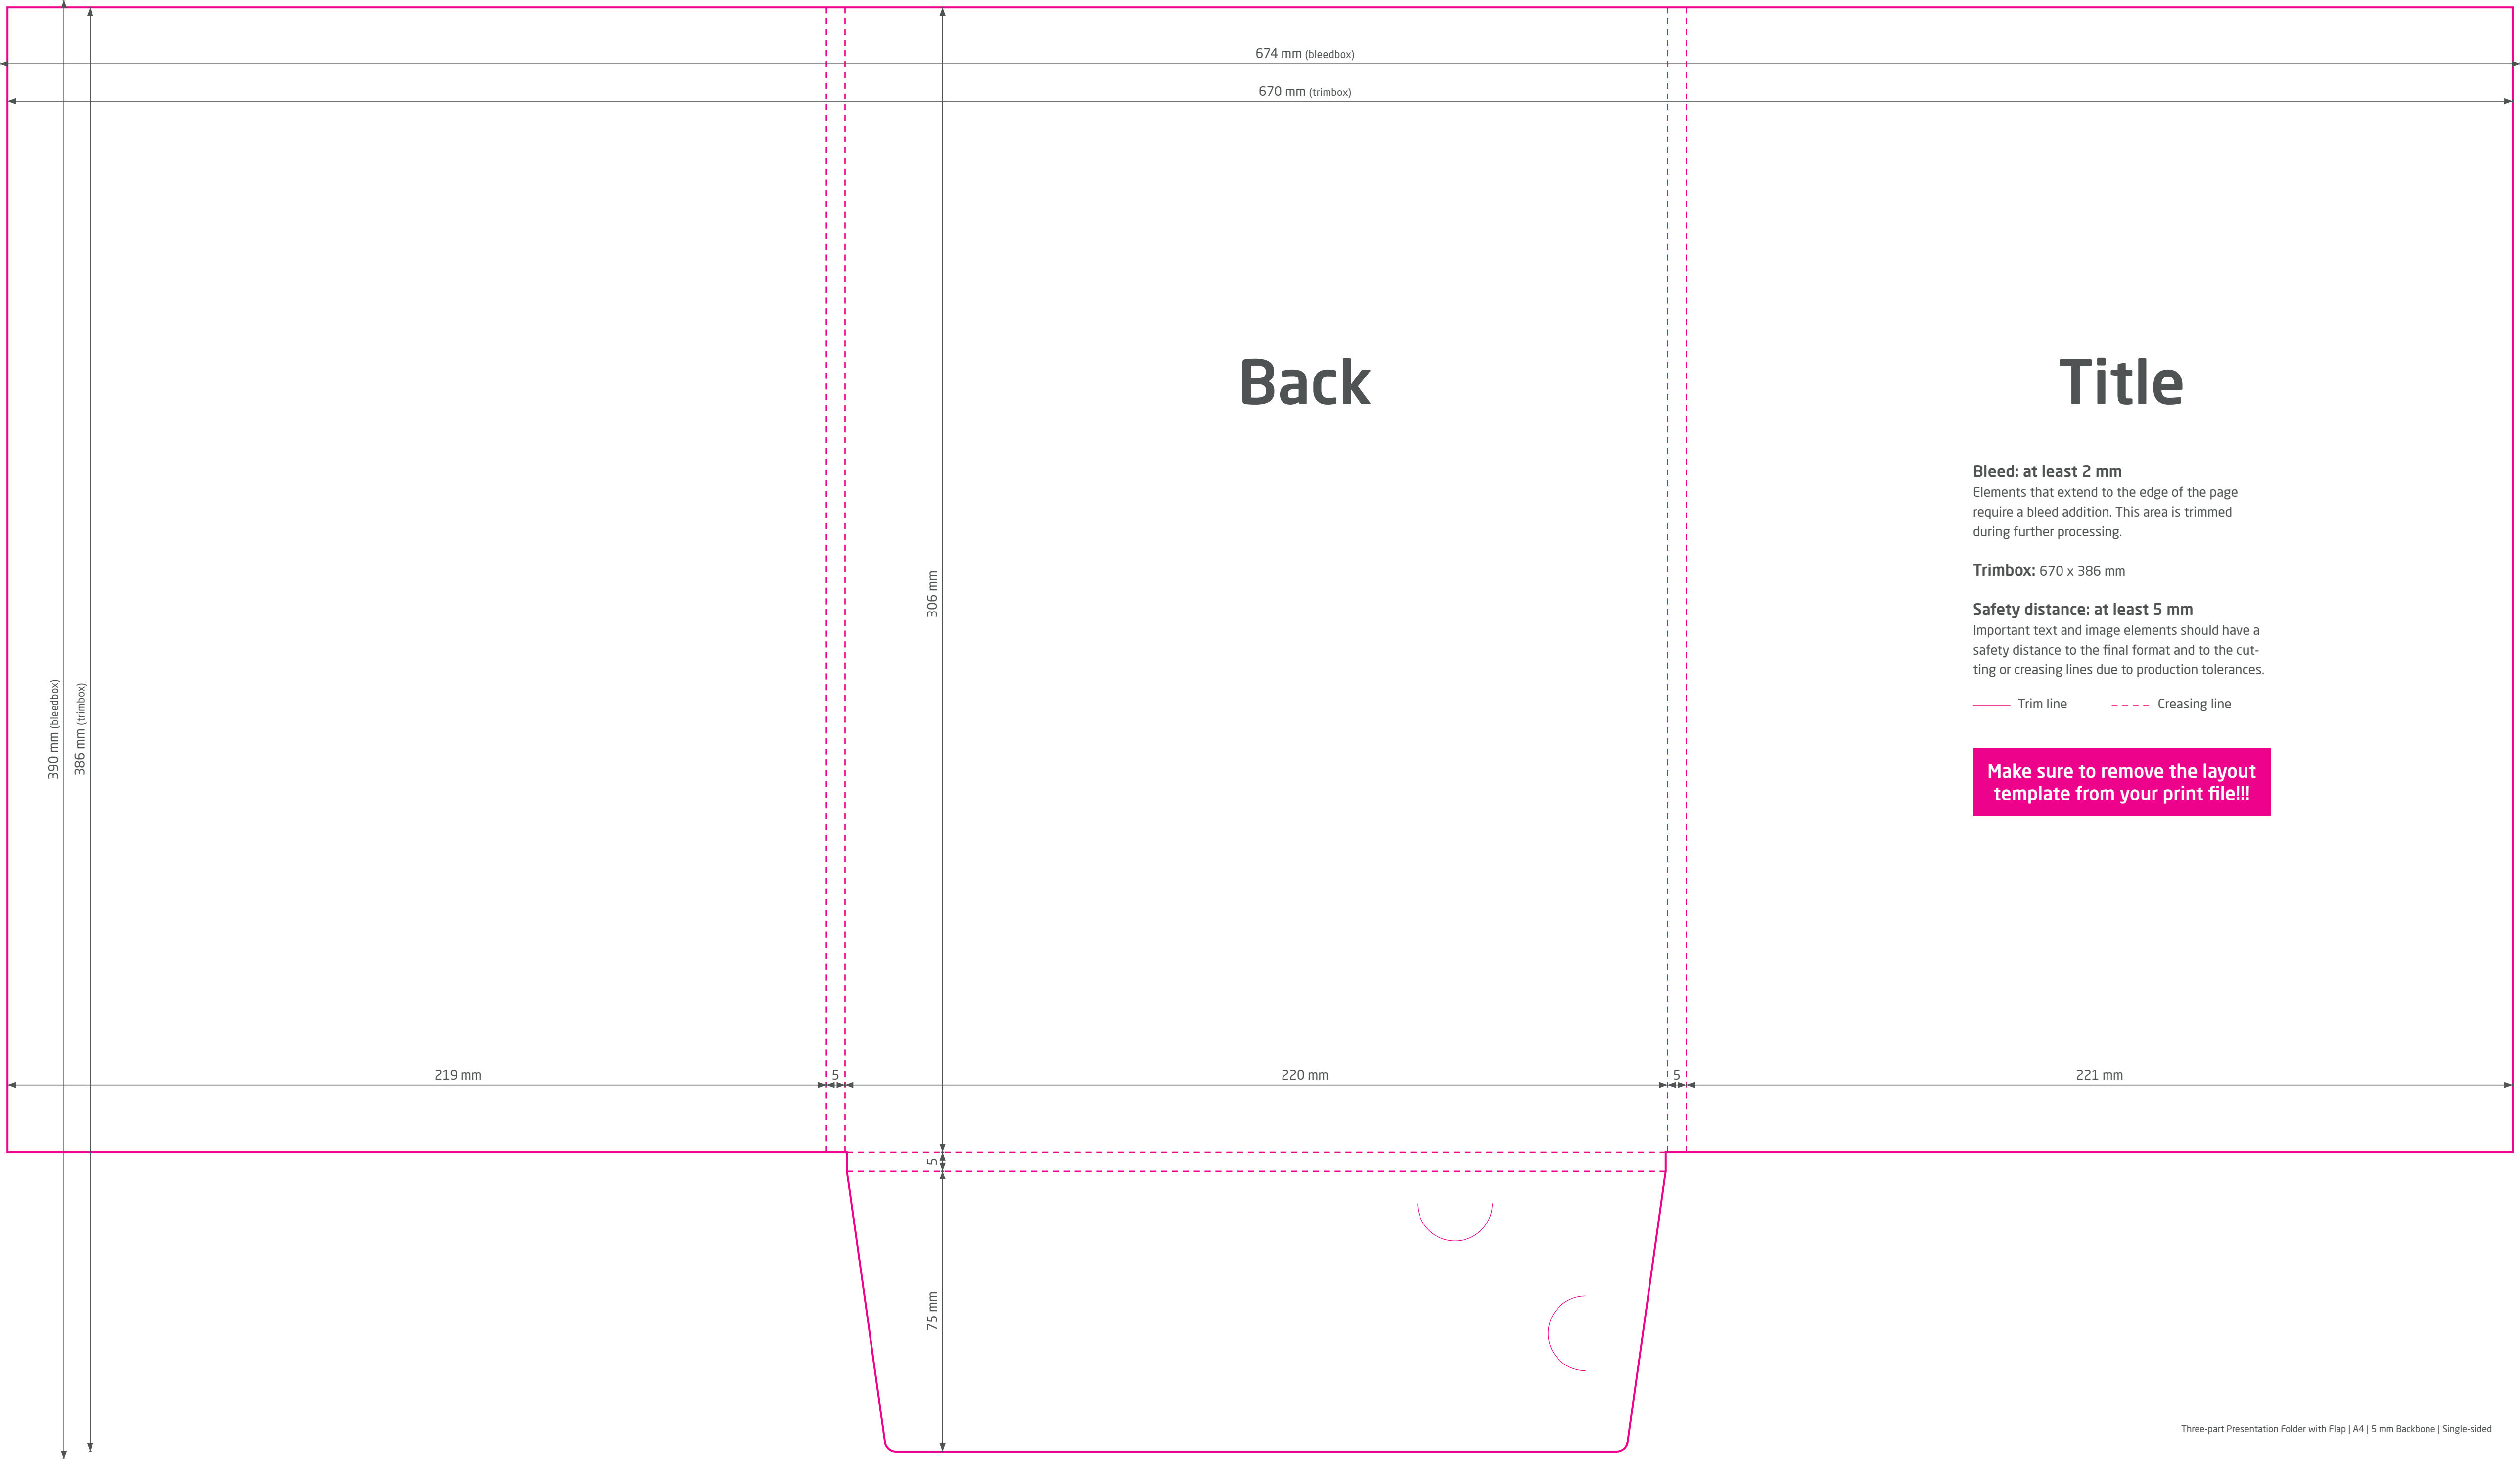 674 mm (bleedbox)
670 mm (trimbox)
Back
Title
Bleed: at least 2 mm
Elements that extend to the edge of the page
require a bleed addition. This area is trimmed
during further processing.
Trimbox: 670 x 386 mm
Safety distance: at least 5 mm
Important text and image elements should have a
safety distance to the final format and to the cut-
ting or creasing lines due to production tolerances.
Trim line
Creasing line
Make sure to remove the layout
template from your print file!!!
306 mm
390 mm (bleedbox)
386 mm (trimbox)
219 mm
5
220 mm
5
221 mm
5
75 mm
Three-part Presentation Folder with Flap | A4 | 5 mm Backbone | Single-sided